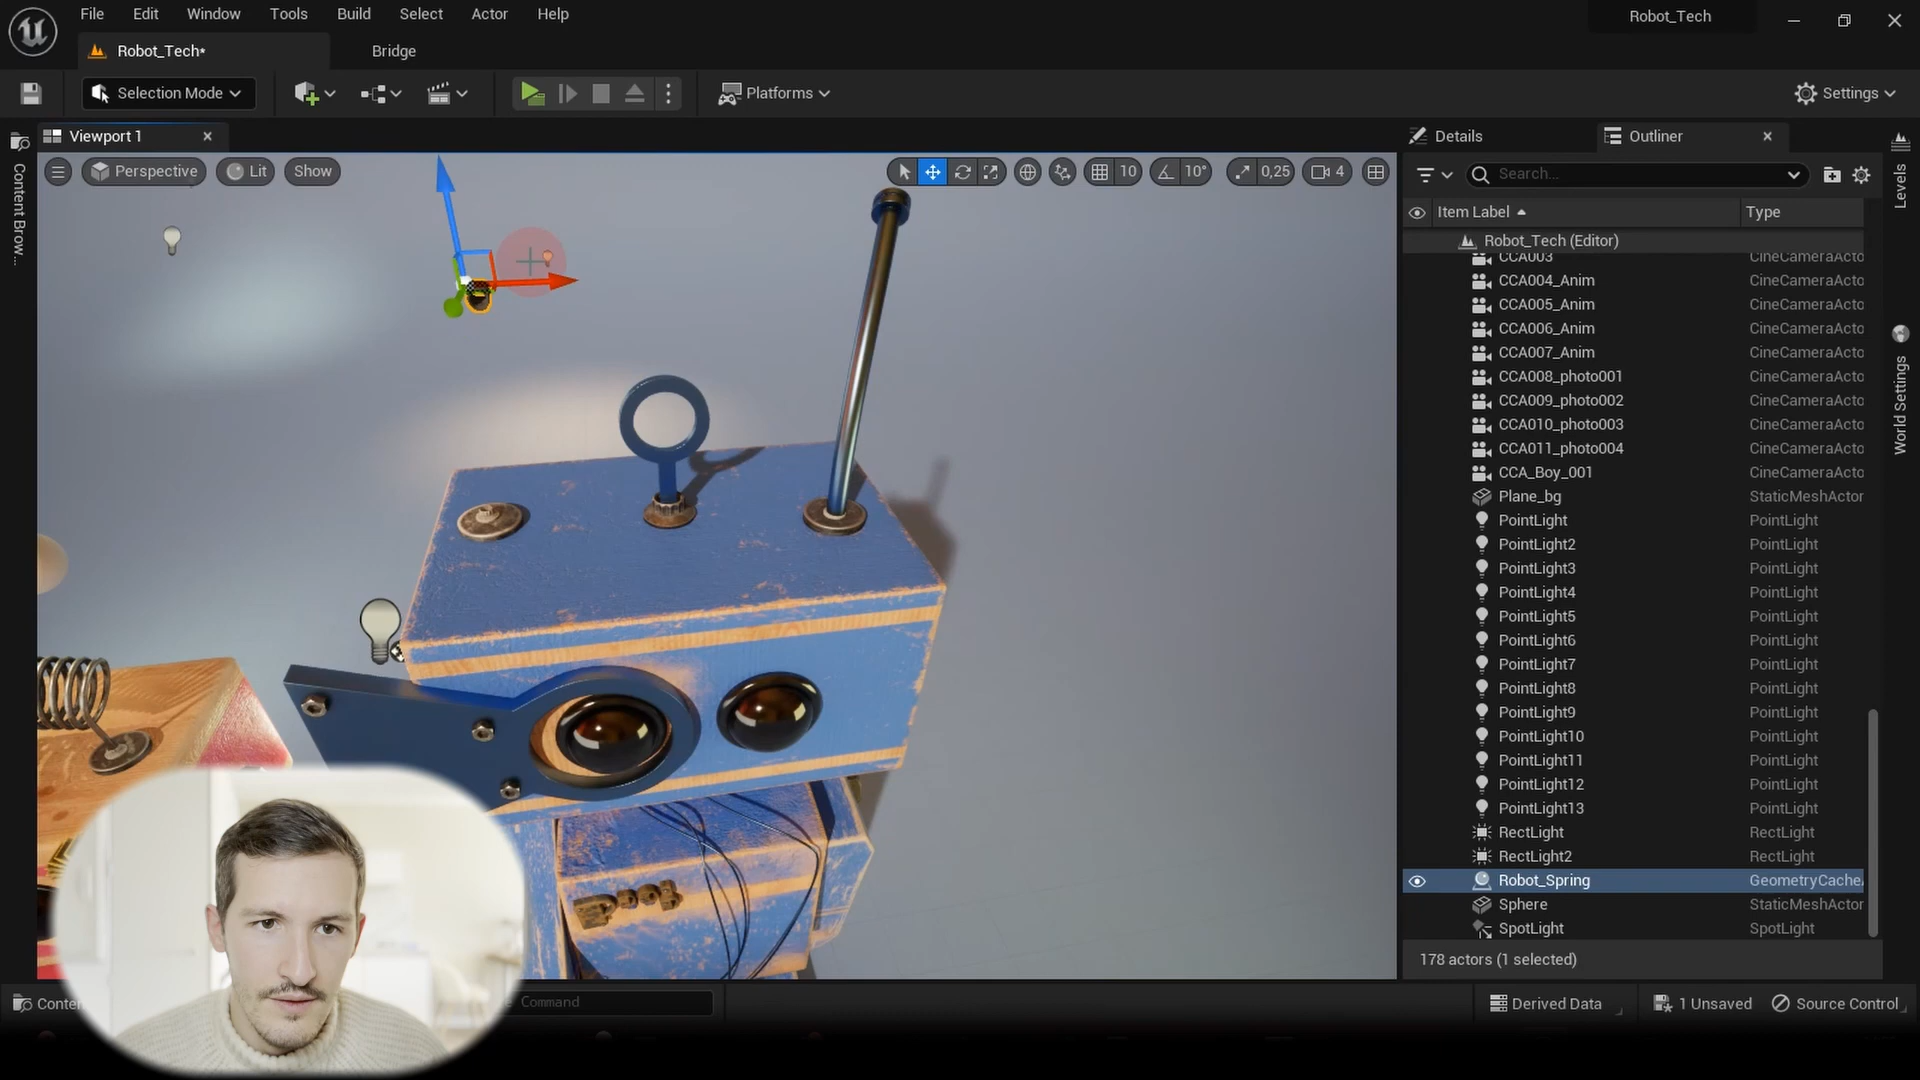 File Edit Window Tools Build Select Actor Help
Robot_Tech
Robot_Tech*
Bridge
Selection Mode
Platforms
Settings
Viewport 1
Details
Outliner
Perspective
Lit
Show
10
10°
0,25
4
Search...
Item Label
Type
Robot_Tech (Editor)
CCA003
CCA004_Anim CineCameraActo
CCA005_Anim CineCameraActo
CCA006_Anim CineCameraActo
CCA007_Anim CineCameraActo
CCA008_photo001 CineCameraActo
CCA009_photo002 CineCameraActo
CCA010_photo003 CineCameraActo
CCA011_photo004 CineCameraActo
CCA_Boy_001 CineCameraActo
Plane_bg StaticMeshActor
PointLight PointLight
PointLight2 PointLight
PointLight3 PointLight
PointLight4 PointLight
PointLight5 PointLight
PointLight6 PointLight
PointLight7 PointLight
PointLight8 PointLight
PointLight9 PointLight
PointLight10 PointLight
PointLight11 PointLight
PointLight12 PointLight
PointLight13 PointLight
RectLight RectLight
RectLight2 RectLight
Robot_Spring GeometryCache
Sphere StaticMeshActor
SpotLight SpotLight
178 actors (1 selected)
Content Brow...
Levels
World Settings
Conte
Command
Derived Data
1 Unsaved
Source Control